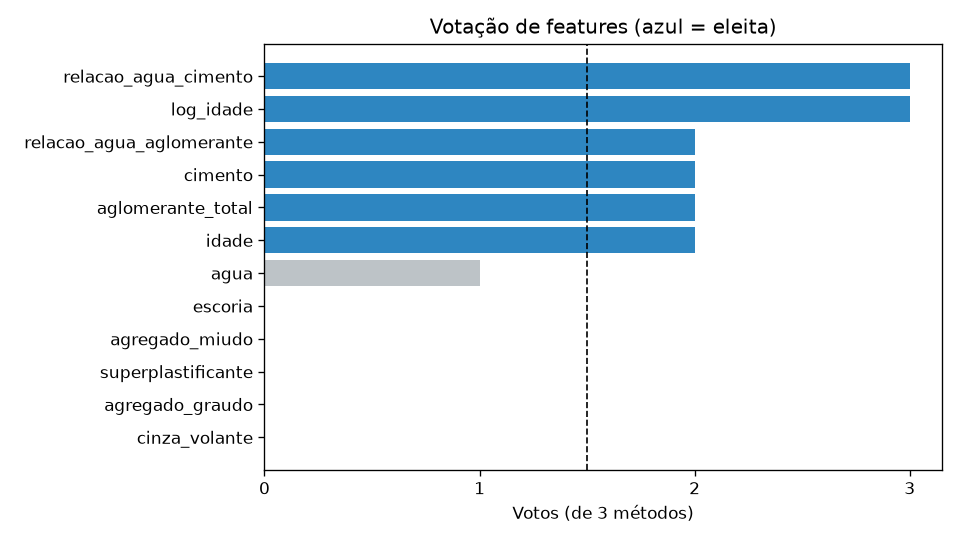 Votação de features (azul = eleita)
relacao_agua_cimento
log_idade
relacao_agua_aglomerante
cimento
aglomerante_total
idade
agua
escoria
agregado_miudo
superplastificante
agregado_graudo
cinza_volante
0 1 2 3
Votos (de 3 métodos)